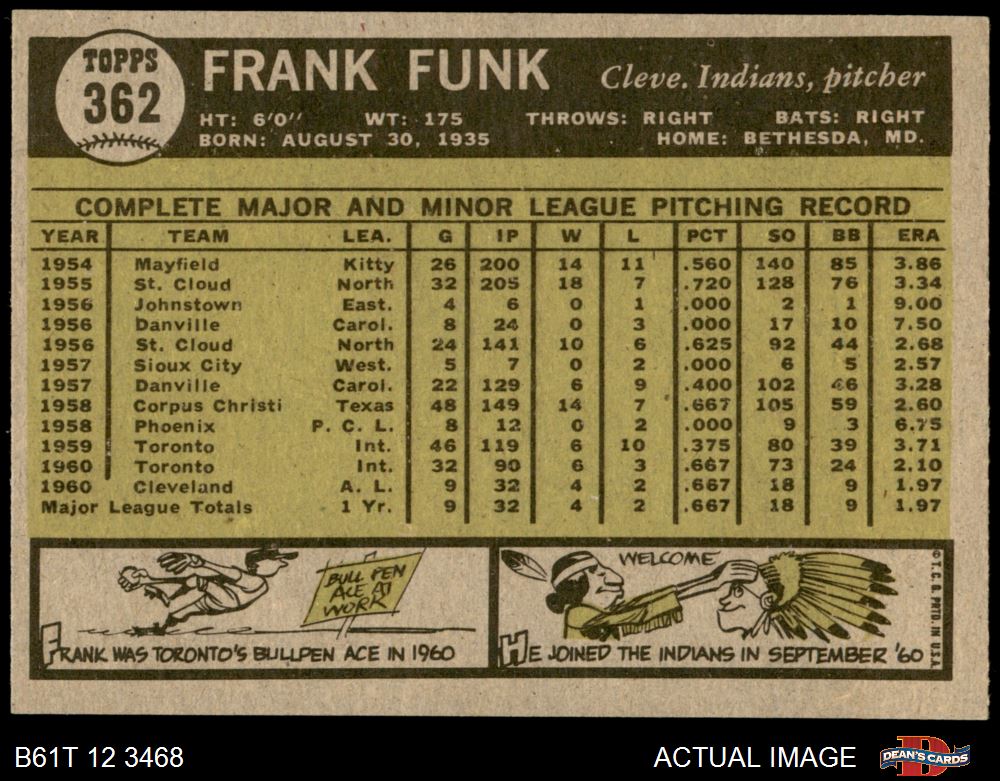 TOPPS
362
FRANK FUNK Cleve. Indians, pitcher
HT: 6'0'' WT: 175 THROWS: RIGHT BATS: RIGHT
BORN: AUGUST 30, 1935 HOME: BETHESDA, MD.
COMPLETE MAJOR AND MINOR LEAGUE PITCHING RECORD
YEAR TEAM LEA. G IP W L PCT SO BB ERA
1954 Mayfield Kitty 26 200 14 11 .560 140 85 3.86
1955 St. Cloud North 32 205 18 7 .720 128 76 3.34
1956 Johnstown East. 4 6 0 1 .000 2 1 9.00
1956 Danville Carol. 8 24 0 3 .000 17 10 7.50
1956 St. Cloud North 24 141 10 6 .625 92 44 2.68
1957 Sioux City West. 5 7 0 2 .000 6 5 2.57
1957 Danville Carol. 22 129 6 9 .400 102 46 3.28
1958 Corpus Christi Texas 48 149 14 7 .667 105 59 2.60
1958 Phoenix P. C. L. 8 12 0 2 .000 9 3 6.75
1959 Toronto Int. 46 119 6 10 .375 80 39 3.71
1960 Toronto Int. 32 90 6 3 .667 73 24 2.10
1960 Cleveland A. L. 9 32 4 2 .667 18 9 1.97
Major League Totals 1 Yr. 9 32 4 2 .667 18 9 1.97
BULL PEN
ACE AT
WORK
FRANK WAS TORONTO'S BULLPEN ACE IN 1960
WELCOME
HE JOINED THE INDIANS IN SEPTEMBER '60
© T. C. G. PRTD. IN U.S.A.
B61T 12 3468 ACTUAL IMAGE DEAN'S CARDS